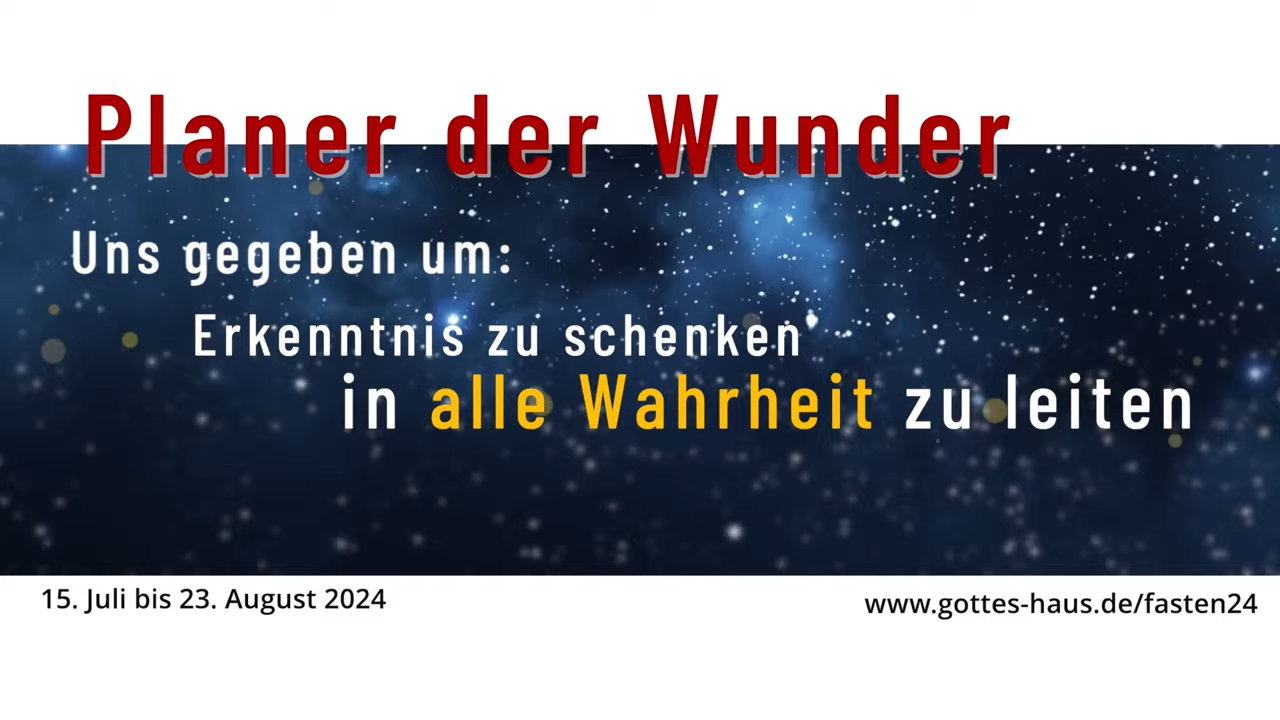 Planer der Wunder
Uns gegeben um:
Erkenntnis zu schenken
in alle Wahrheit zu leiten
15. Juli bis 23. August 2024
www.gottes-haus.de/fasten24